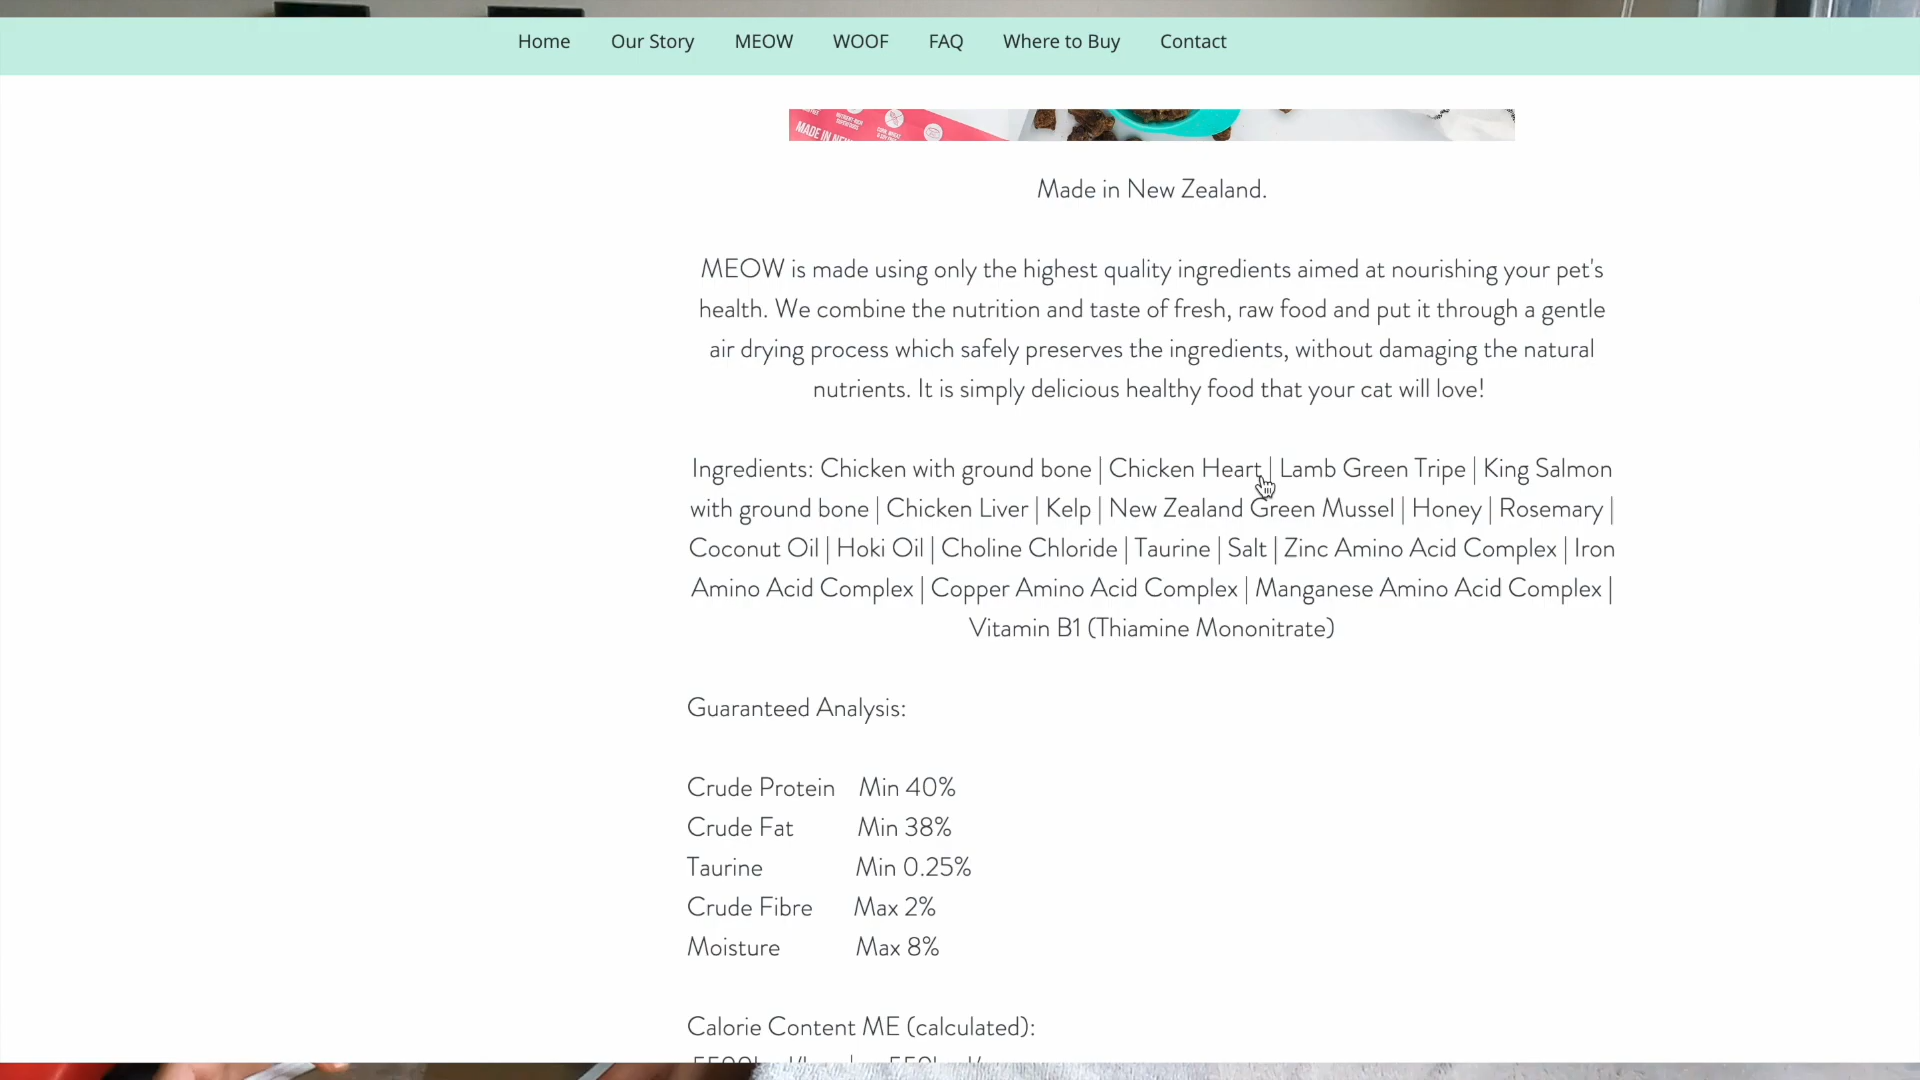 Home Our Story MEOW WOOF FAQ Where to Buy Contact
MADE IN NEW
Made in New Zealand.
MEOW is made using only the highest quality ingredients aimed at nourishing your pet's
health. We combine the nutrition and taste of fresh, raw food and put it through a gentle
air drying process which safely preserves the ingredients, without damaging the natural
nutrients. It is simply delicious healthy food that your cat will love!
Ingredients: Chicken with ground bone | Chicken Heart | Lamb Green Tripe | King Salmon
with ground bone | Chicken Liver | Kelp | New Zealand Green Mussel | Honey | Rosemary |
Coconut Oil | Hoki Oil | Choline Chloride | Taurine | Salt | Zinc Amino Acid Complex | Iron
Amino Acid Complex | Copper Amino Acid Complex | Manganese Amino Acid Complex |
Vitamin B1 (Thiamine Mononitrate)
Guaranteed Analysis:
Crude Protein Min 40%
Crude Fat Min 38%
Taurine Min 0.25%
Crude Fibre Max 2%
Moisture Max 8%
Calorie Content ME (calculated):